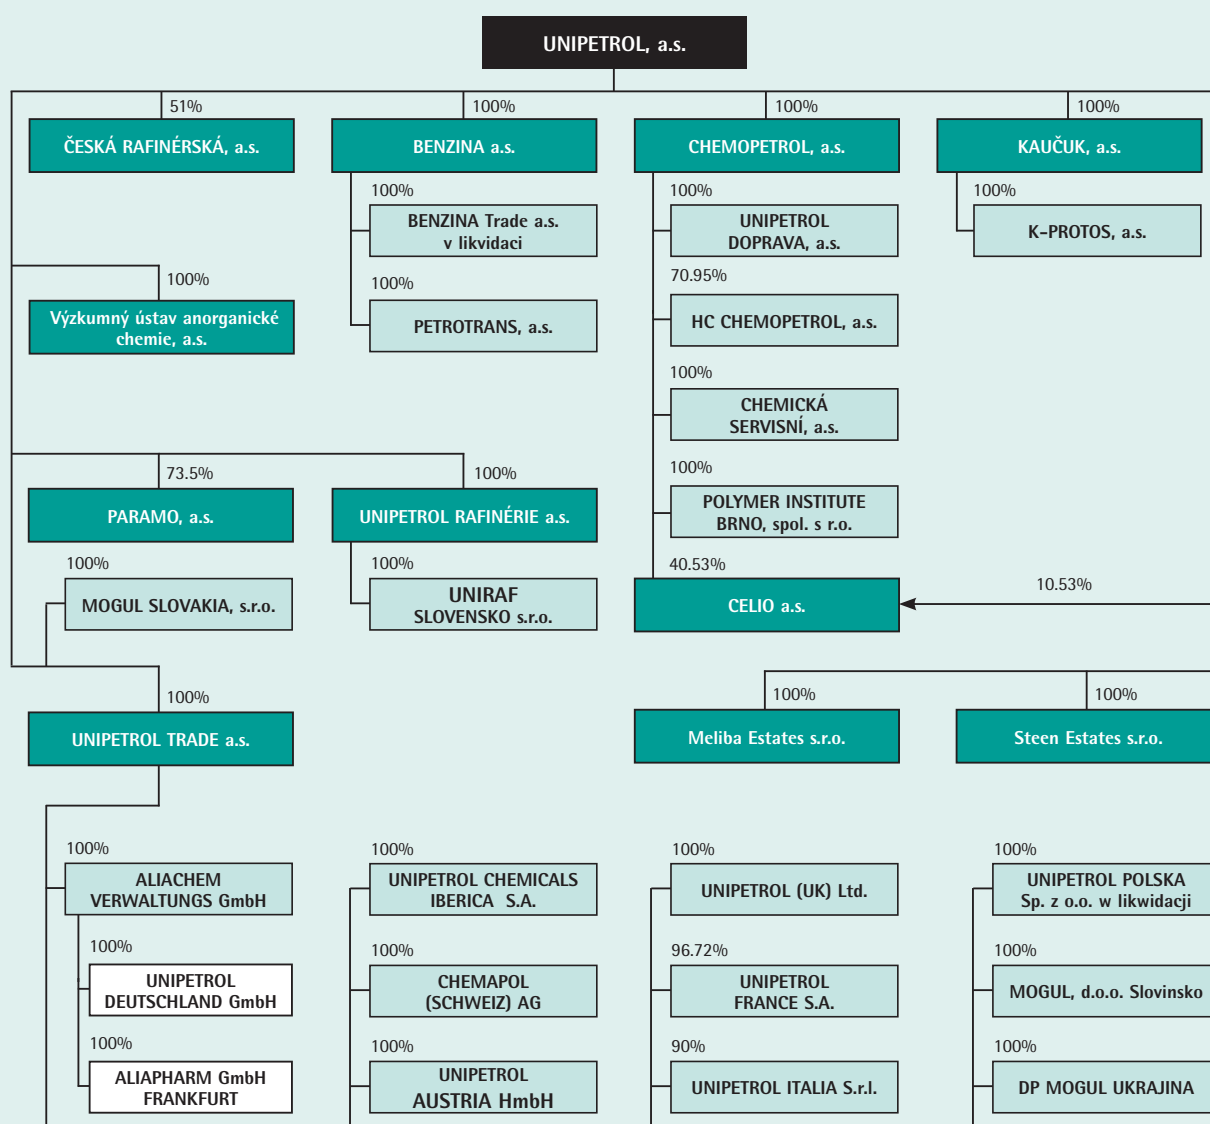 UNIPETROL, a.s.
51%
100%
100%
100%
ČESKÁ RAFINÉRSKÁ, a.s.
BENZINA a.s.
CHEMOPETROL, a.s.
KAUČUK, a.s.
100%
100%
100%
BENZINA Trade a.s.
v likvidaci
UNIPETROL
DOPRAVA, a.s.
K-PROTOS, a.s.
100%
100%
70.95%
Výzkumný ústav anorganické
chemie, a.s.
PETROTRANS, a.s.
HC CHEMOPETROL, a.s.
100%
CHEMICKÁ
SERVISNÍ, a.s.
73.5%
100%
100%
PARAMO, a.s.
UNIPETROL RAFINÉRIE a.s.
POLYMER INSTITUTE
BRNO, spol. s r.o.
100%
100%
40.53%
MOGUL SLOVAKIA, s.r.o.
UNIRAF
SLOVENSKO s.r.o.
CELIO a.s.
10.53%
100%
100%
100%
UNIPETROL TRADE a.s.
Meliba Estates s.r.o.
Steen Estates s.r.o.
100%
100%
100%
100%
ALIACHEM
VERWALTUNGS GmbH
UNIPETROL CHEMICALS
IBERICA S.A.
UNIPETROL (UK) Ltd.
UNIPETROL POLSKA
Sp. z o.o. w likwidacji
100%
100%
96.72%
100%
UNIPETROL
DEUTSCHLAND GmbH
CHEMAPOL
(SCHWEIZ) AG
UNIPETROL
FRANCE S.A.
MOGUL, d.o.o. Slovinsko
100%
100%
90%
100%
ALIAPHARM GmbH
FRANKFURT
UNIPETROL
AUSTRIA HmbH
UNIPETROL ITALIA S.r.l.
DP MOGUL UKRAJINA